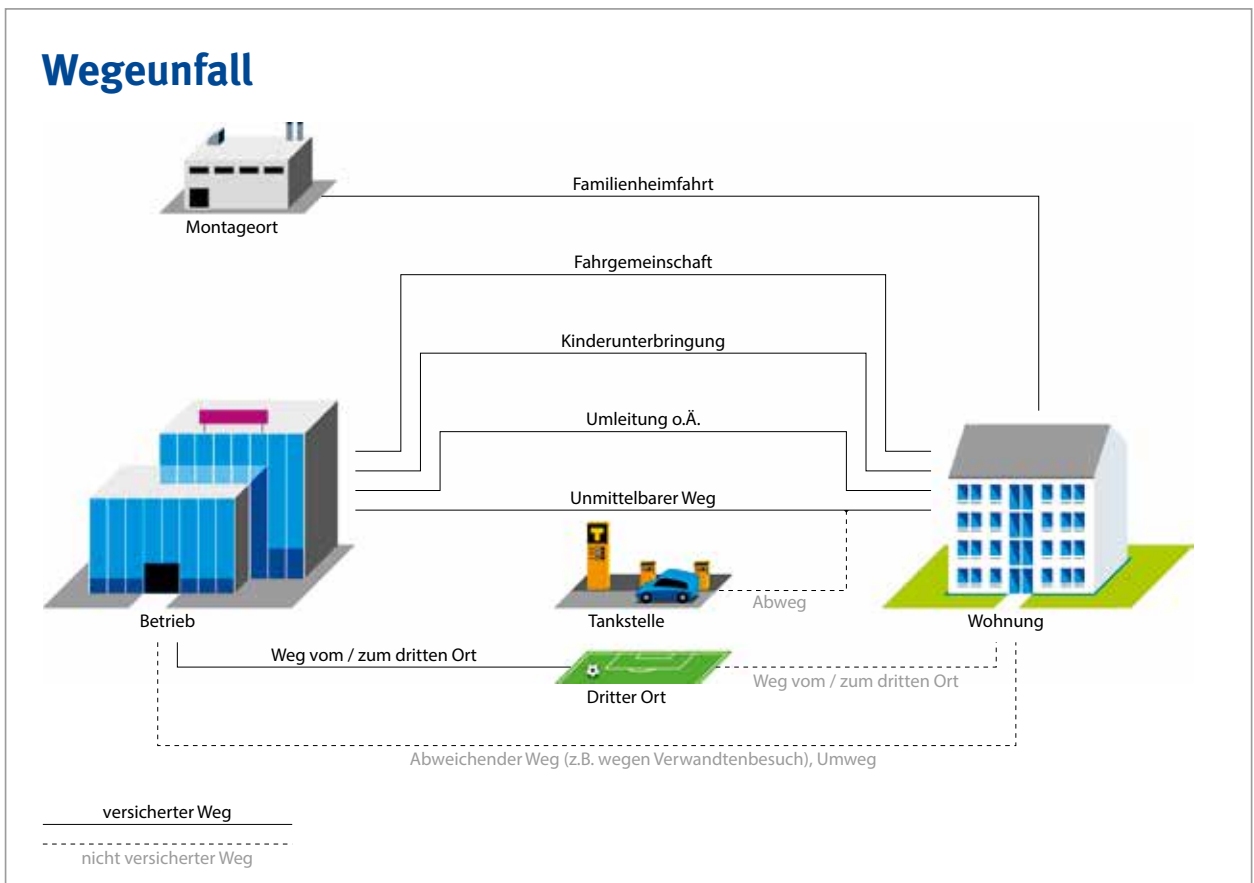 Wegeunfall
Familienheimfahrt
Montageort
Fahrgemeinschaft
Kinderunterbringung
Umleitung o.Ä.
Unmittelbarer Weg
Abweg
Betrieb
Tankstelle
Wohnung
Weg vom / zum dritten Ort
Weg vom / zum dritten Ort
Dritter Ort
Abweichender Weg (z.B. wegen Verwandtenbesuch), Umweg
versicherter Weg
nicht versicherter Weg